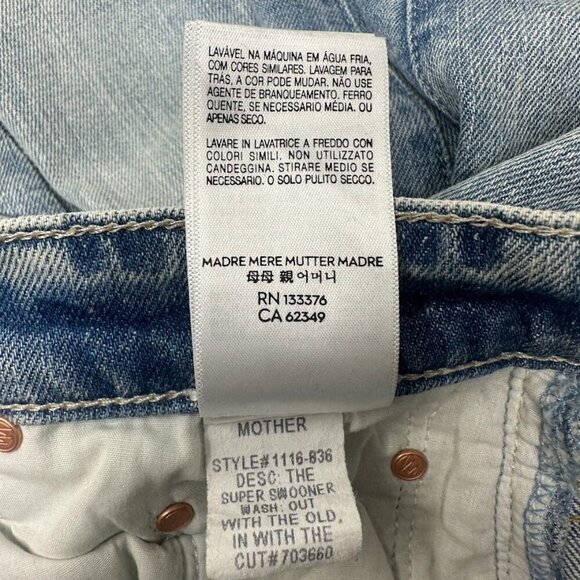 LAVÁVEL NA MÁQUINA EM ÁGUA FRIA,
COM CORES SIMILARES. LAVAGEM PARA
TRÁS, A COR PODE MUDAR. NÃO USE
AGENTE DE BRANQUEAMENTO. FERRO
QUENTE, SE NECESSARIO MÉDIA. OU
APENAS SECO.
LAVARE IN LAVATRICE A FREDDO CON
COLORI SIMILI. NON UTILIZZATO
CANDEGGINA. STIRARE MEDIO SE
NECESSARIO. O SOLO PULITO SECCO.
MADRE MERE MUTTER MADRE
母母 親 어머니
RN 133376
CA 62349
MOTHER
STYLE#1116-836
DESC: THE
SUPER SWOONER
WASH: OUT
WITH THE OLD,
IN WITH THE
CUT#703660